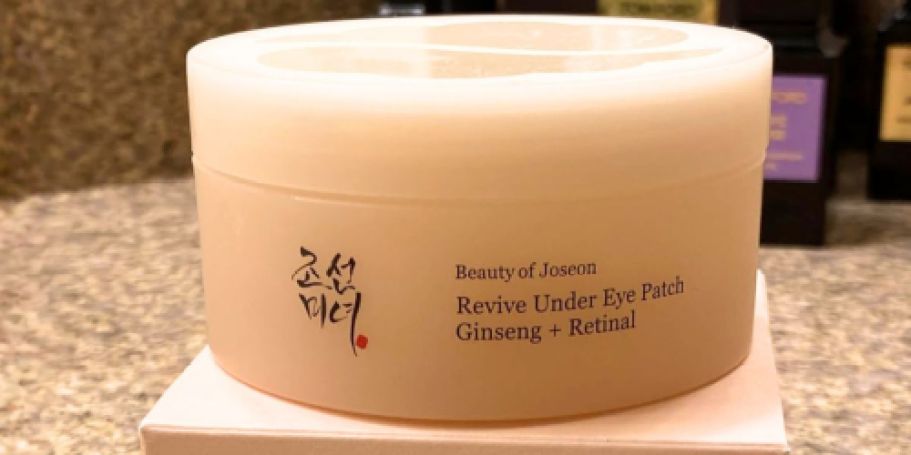 조선
미녀
Beauty of Joseon
Revive Under Eye Patch
Ginseng + Retinal